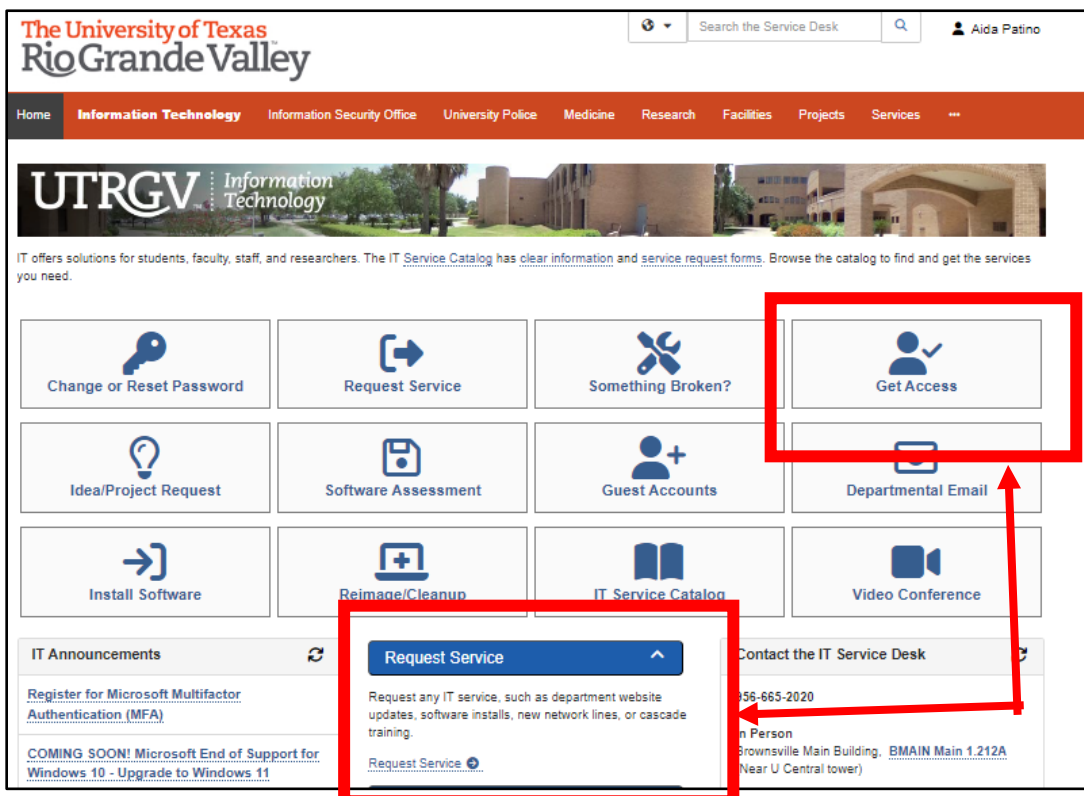 The University of Texas
Rio Grande Valley
Search the Service Desk
Aida Patino
Home Information Technology Information Security Office University Police Medicine Research Facilities Projects Services ...
UTRGV Information
Technology
IT offers solutions for students, faculty, staff, and researchers. The IT Service Catalog has clear information and service request forms. Browse the catalog to find and get the services
you need.
Change or Reset Password
Request Service
Something Broken?
Get Access
Idea/Project Request
Software Assessment
Guest Accounts
Departmental Email
Install Software
Reimage/Cleanup
IT Service Catalog
Video Conference
IT Announcements
Register for Microsoft Multifactor
Authentication (MFA)
COMING SOON! Microsoft End of Support for
Windows 10 - Upgrade to Windows 11
Request Service
Request any IT service, such as department website
updates, software installs, new network lines, or cascade
training.
Request Service
Contact the IT Service Desk
956-665-2020
In Person
Brownsville Main Building, BMAIN Main 1.212A
(Near U Central tower)